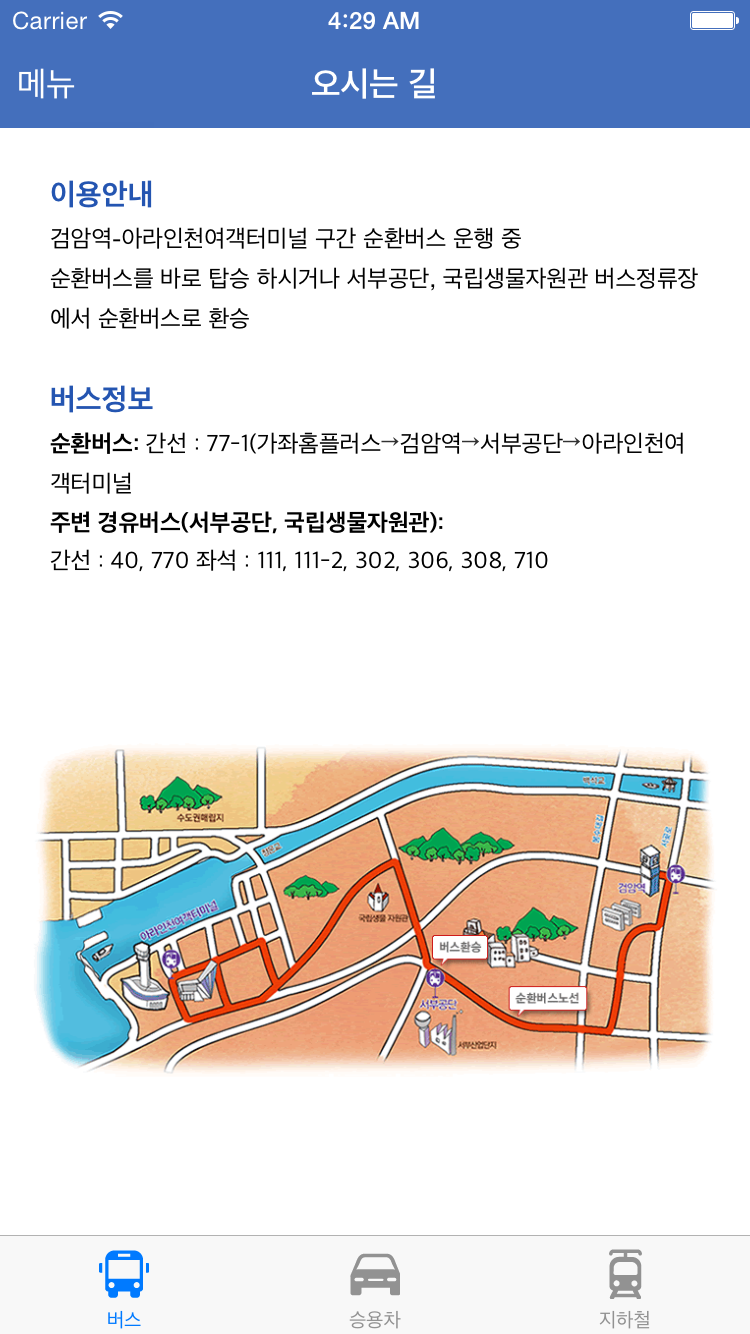 Carrier 4:29 AM
메뉴 오시는 길
이용안내
검암역-아라인천여객터미널 구간 순환버스 운행 중
순환버스를 바로 탑승 하시거나 서부공단, 국립생물자원관 버스정류장
에서 순환버스로 환승
버스정보
순환버스: 간선 : 77-1(가좌홈플러스→검암역→서부공단→아라인천여
객터미널
주변 경유버스(서부공단, 국립생물자원관):
간선 : 40, 770 좌석 : 111, 111-2, 302, 306, 308, 710
수도권매립지
검암역
국립생물 자원관
아라인천여객터미널
버스환승
서부공단
순환버스노선
서부산업단지
버스 승용차 지하철